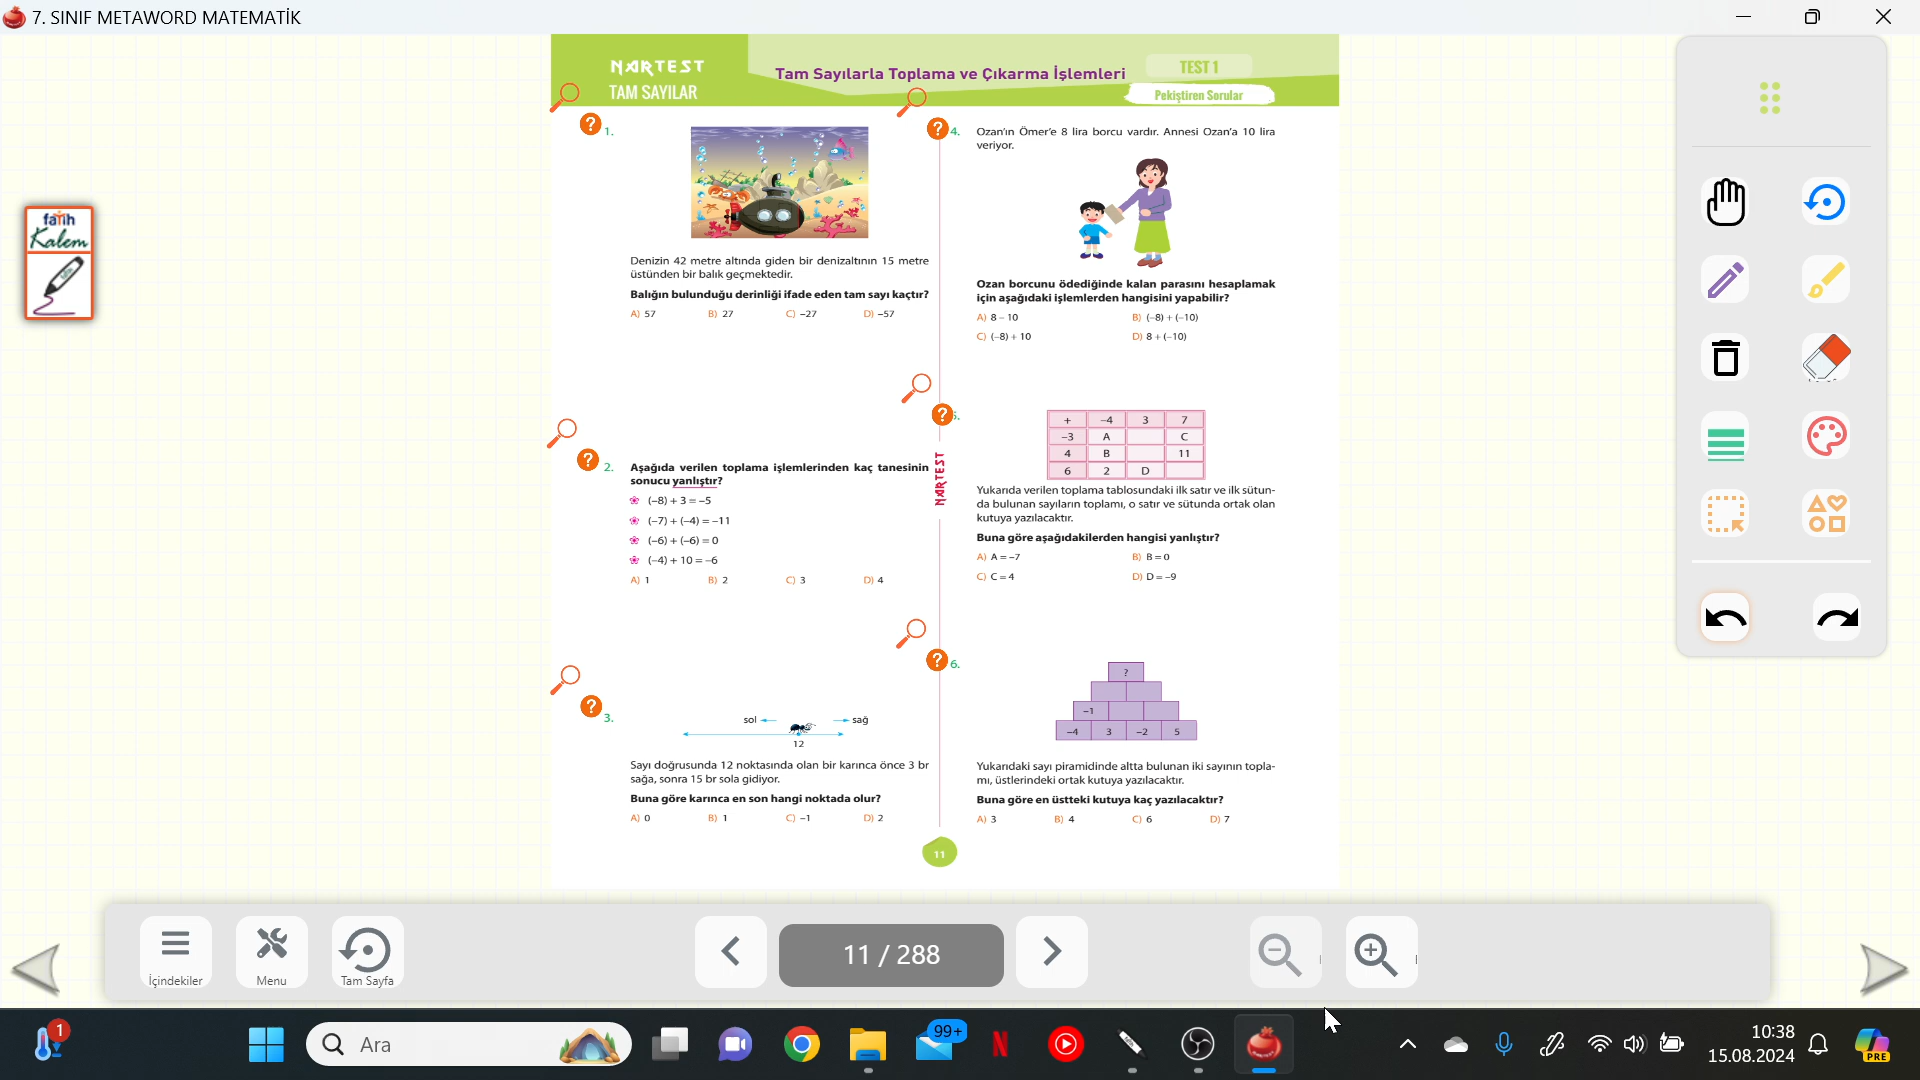 7. SINIF METAWORD MATEMATİK
NARTEST
TAM SAYILAR
Tam Sayılarla Toplama ve Çıkarma İşlemleri
TEST 1
Pekiştiren Sorular
fatih
Kalem
? 1.
Denizin 42 metre altında giden bir denizaltının 15 metre
üstünden bir balık geçmektedir.
Balığın bulunduğu derinliği ifade eden tam sayı kaçtır?
A) 57 B) 27 C) -27 D) -57
? 2. Aşağıda verilen toplama işlemlerinden kaç tanesinin
sonucu yanlıştır?
(-8) + 3 = -5
(-7) + (-4) = -11
(-6) + (-6) = 0
(-4) + 10 = -6
A) 1 B) 2 C) 3 D) 4
? 3.
sol sağ
12
Sayı doğrusunda 12 noktasında olan bir karınca önce 3 br
sağa, sonra 15 br sola gidiyor.
Buna göre karınca en son hangi noktada olur?
A) 0 B) 1 C) -1 D) 2
? 4. Ozan'ın Ömer'e 8 lira borcu vardır. Annesi Ozan'a 10 lira
veriyor.
Ozan borcunu ödediğinde kalan parasını hesaplamak
için aşağıdaki işlemlerden hangisini yapabilir?
A) 8 - 10 B) (-8) + (-10)
C) (-8) + 10 D) 8 + (-10)
? 5.
+ -4 3 7
-3 A C
4 B 11
6 2 D
Yukarıda verilen toplama tablosundaki ilk satır ve ilk sütun-
da bulunan sayıların toplamı, o satır ve sütunda ortak olan
kutuya yazılacaktır.
Buna göre aşağıdakilerden hangisi yanlıştır?
A) A = -7 B) B = 0
C) C = 4 D) D = -9
? 6.
?
-1
-4 3 -2 5
Yukarıdaki sayı piramidinde altta bulunan iki sayının topla-
mı, üstlerindeki ortak kutuya yazılacaktır.
Buna göre en üstteki kutuya kaç yazılacaktır?
A) 3 B) 4 C) 6 D) 7
NARTEST
11
İçindekiler
Menu
Tam Sayfa
11 / 288
1
Ara
99+
10:38
15.08.2024
PRE